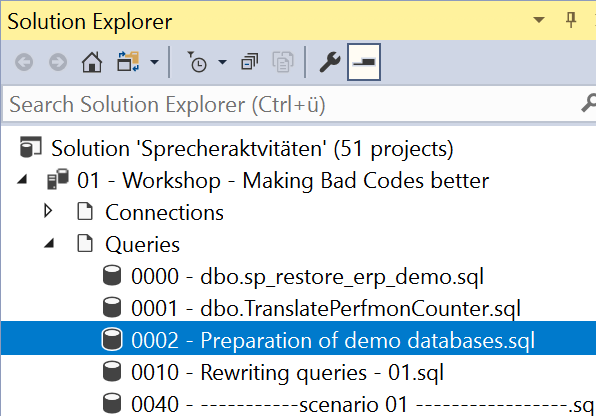 Solution Explorer
Search Solution Explorer (Ctrl+ü)
Solution 'Sprecheraktvitäten' (51 projects)
01 - Workshop - Making Bad Codes better
Connections
Queries
0000 - dbo.sp_restore_erp_demo.sql
0001 - dbo.TranslatePerfmonCounter.sql
0002 - Preparation of demo databases.sql
0010 - Rewriting queries - 01.sql
0040 - -----------scenario 01 ----------------.sq